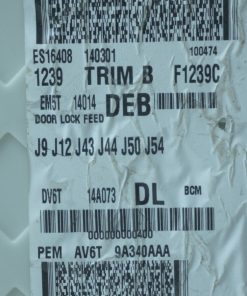 ES16408 140301 100474
1239 TRIM B F1239C
EM5T 14014 DEB
DOOR LOCK FEED
J9 J12 J43 J44 J50 J54
DV6T 14A073 DL BCM
000000000400
PEM AV6T 9A340AAA